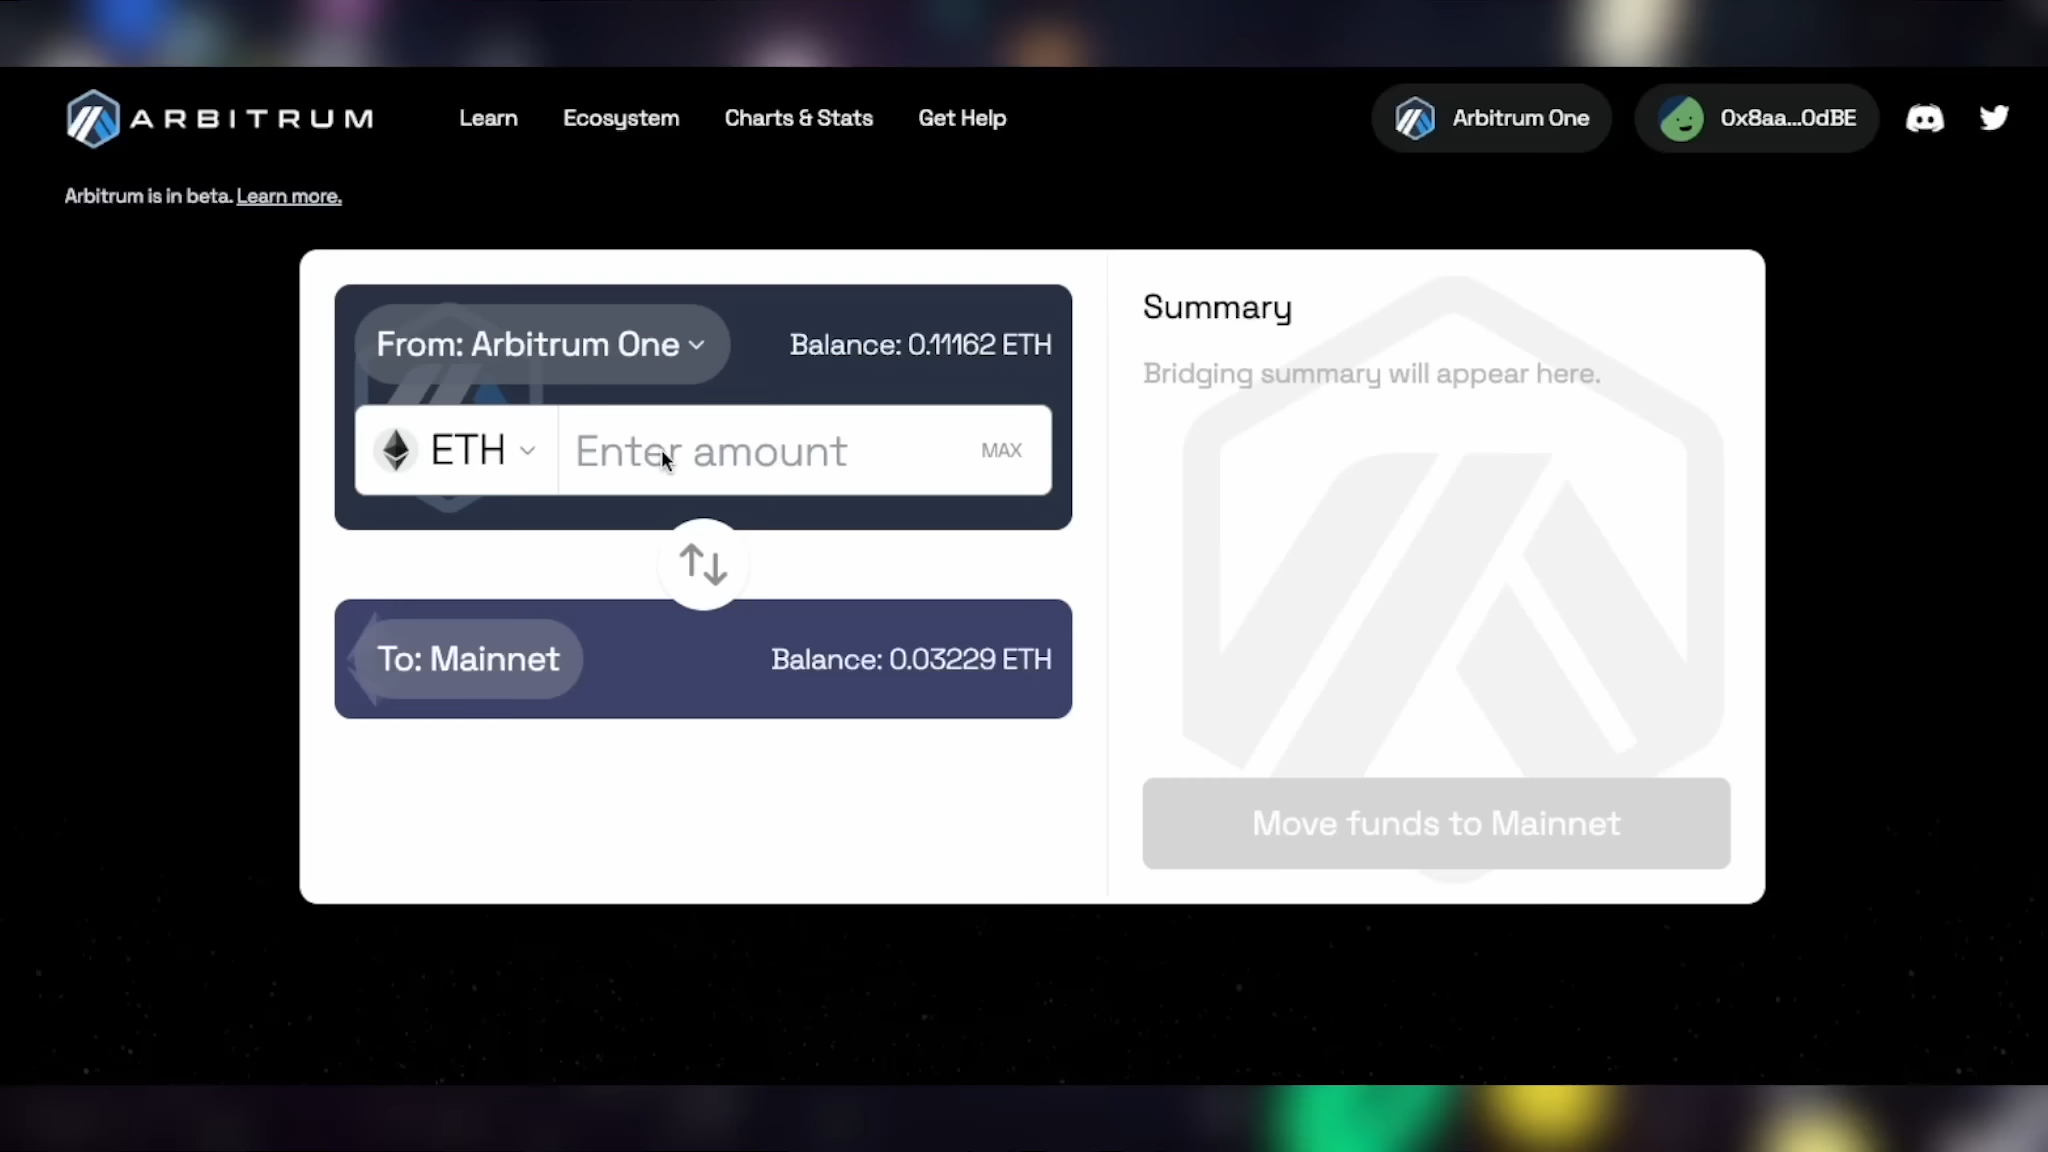 ARBITRUM
Learn
Ecosystem
Charts & Stats
Get Help
Arbitrum One
0x8aa...0dBE
Arbitrum is in beta. Learn more.
From: Arbitrum One
Balance: 0.11162 ETH
ETH
Enter amount
MAX
To: Mainnet
Balance: 0.03229 ETH
Summary
Bridging summary will appear here.
Move funds to Mainnet